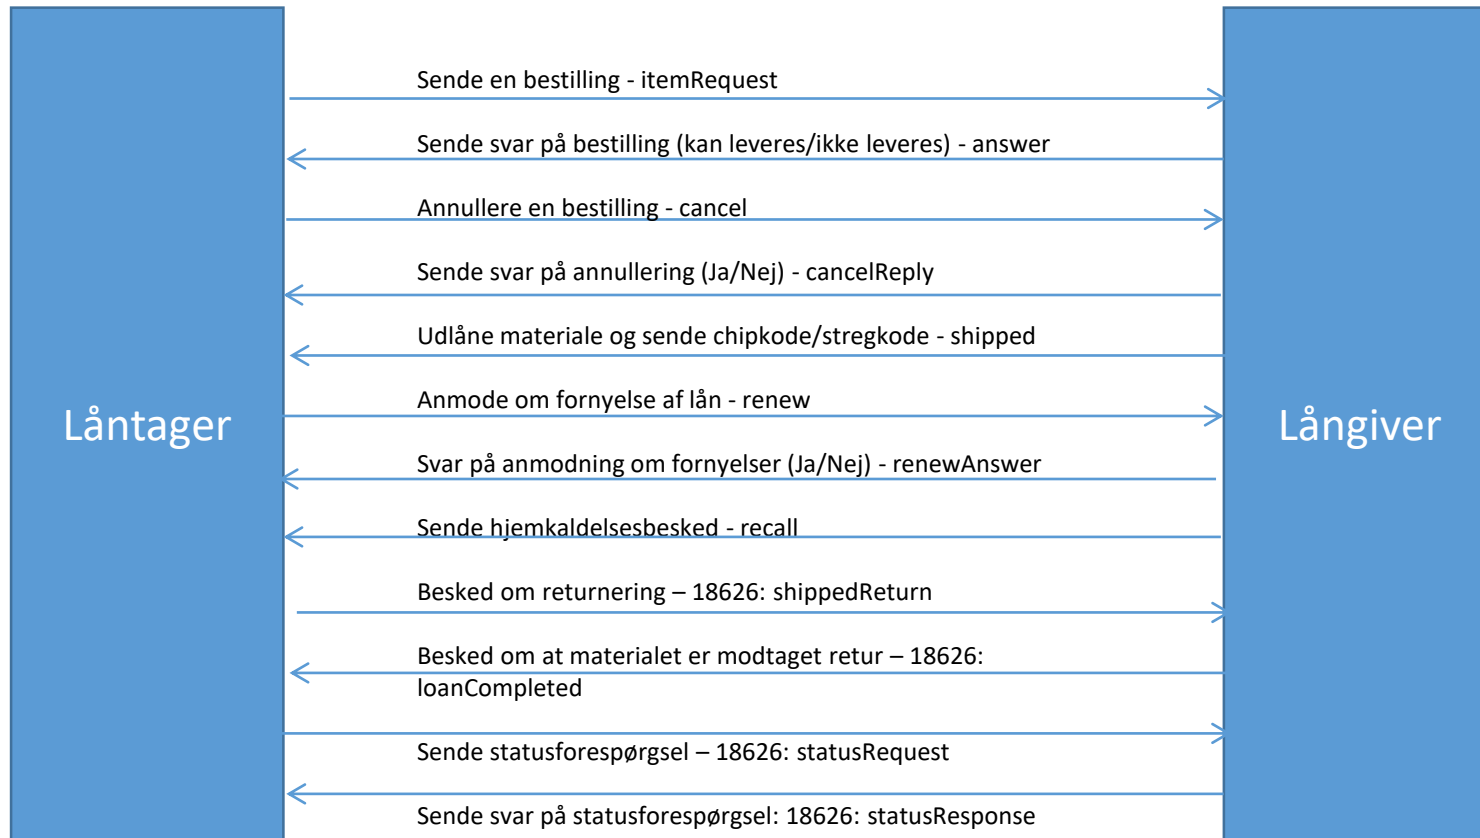 Sende en bestilling - itemRequest
Sende svar på bestilling (kan leveres/ikke leveres) - answer
Annullere en bestilling - cancel
Sende svar på annullering (Ja/Nej) - cancelReply
Udlåne materiale og sende chipkode/stregkode - shipped
Anmode om fornyelse af lån - renew
Låntager
Långiver
Svar på anmodning om fornyelser (Ja/Nej) - renewAnswer
Sende hjemkaldelsesbesked - recall
Besked om returnering – 18626: shippedReturn
Besked om at materialet er modtaget retur – 18626:
loanCompleted
Sende statusforespørgsel – 18626: statusRequest
Sende svar på statusforespørgsel: 18626: statusResponse